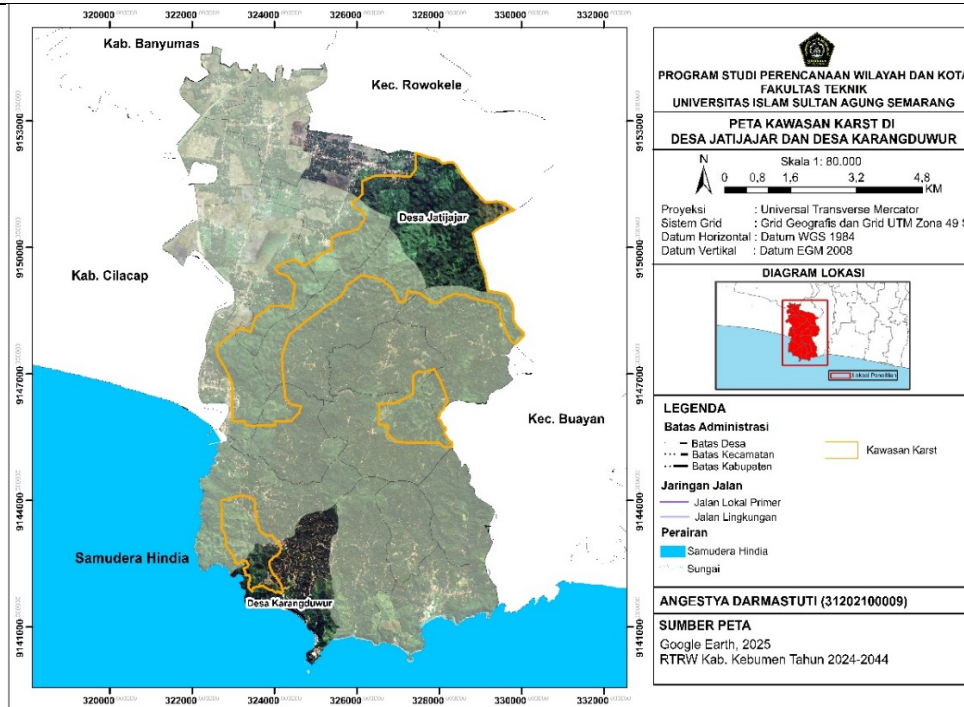 320000 322000 324000 326000 328000 330000 332000
Kab. Banyumas
Kec. Rowokele
Desa Jatijajar
Kab. Cilacap
Kec. Buayan
Samudera Hindia
Desa Karangduwur
9153000
9150000
9147000
9144000
9141000
9153000
9150000
9147000
9144000
9141000
320000 322000 324000 326000 328000 330000 332000
PROGRAM STUDI PERENCANAAN WILAYAH DAN KOTA
FAKULTAS TEKNIK
UNIVERSITAS ISLAM SULTAN AGUNG SEMARANG
PETA KAWASAN KARST DI
DESA JATIJAJAR DAN DESA KARANGDUWUR
N
Skala 1: 80.000
0 0,8 1,6 3,2 4,8
KM
Proyeksi : Universal Transverse Mercator
Sistem Grid : Grid Geografis dan Grid UTM Zona 49 S
Datum Horizontal : Datum WGS 1984
Datum Vertikal : Datum EGM 2008
DIAGRAM LOKASI
Lokasi Penelitian
LEGENDA
Batas Administrasi
Batas Desa
Batas Kecamatan
Batas Kabupaten
Kawasan Karst
Jaringan Jalan
Jalan Lokal Primer
Jalan Lingkungan
Perairan
Samudera Hindia
Sungai
ANGESTYA DARMASTUTI (31202100009)
SUMBER PETA
Google Earth, 2025
RTRW Kab. Kebumen Tahun 2024-2044